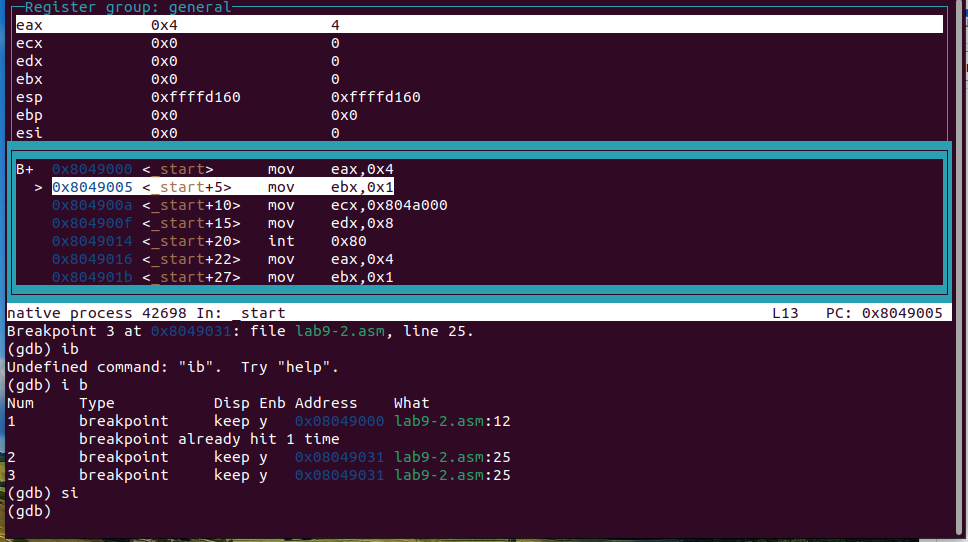 Register group: general
eax 0x4 4
ecx 0x0 0
edx 0x0 0
ebx 0x0 0
esp 0xffffd160 0xffffd160
ebp 0x0 0x0
esi 0x0 0
B+ 0x8049000 <_start> mov eax,0x4
> 0x8049005 <_start+5> mov ebx,0x1
0x804900a <_start+10> mov ecx,0x804a000
0x804900f <_start+15> mov edx,0x8
0x8049014 <_start+20> int 0x80
0x8049016 <_start+22> mov eax,0x4
0x804901b <_start+27> mov ebx,0x1
native process 42698 In: _start L13 PC: 0x8049005
Breakpoint 3 at 0x8049031: file lab9-2.asm, line 25.
(gdb) ib
Undefined command: "ib".  Try "help".
(gdb) i b
Num Type Disp Enb Address What
1 breakpoint keep y 0x08049000 lab9-2.asm:12
breakpoint already hit 1 time
2 breakpoint keep y 0x08049031 lab9-2.asm:25
3 breakpoint keep y 0x08049031 lab9-2.asm:25
(gdb) si
(gdb)